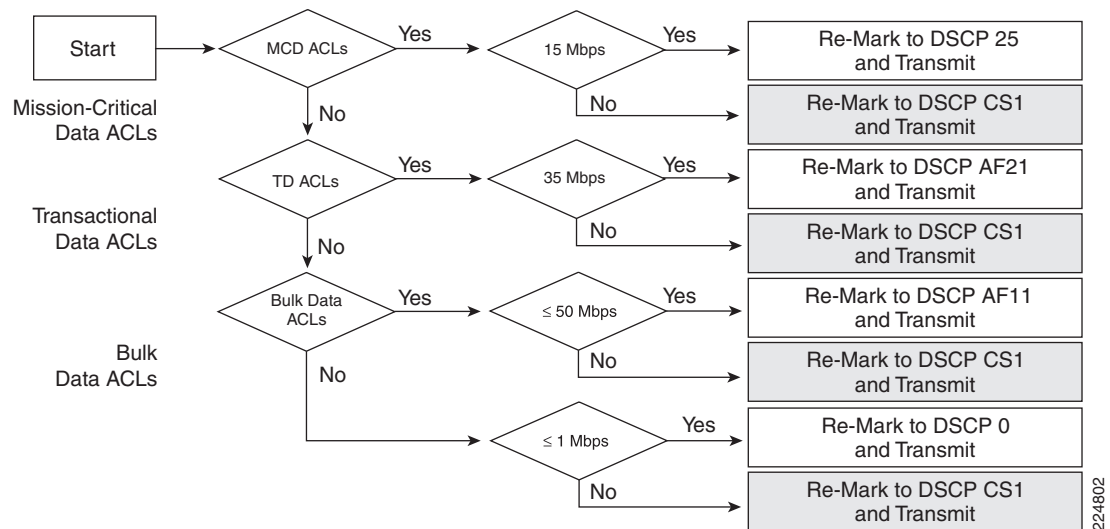 Start
MCD ACLs
Yes
15 Mbps
Yes
Re-Mark to DSCP 25
and Transmit
Mission-Critical
Data ACLs
No
No
Re-Mark to DSCP CS1
and Transmit
TD ACLs
Yes
35 Mbps
Yes
Re-Mark to DSCP AF21
and Transmit
Transactional
Data ACLs
No
No
Re-Mark to DSCP CS1
and Transmit
Bulk Data
ACLs
Yes
≤ 50 Mbps
Yes
Re-Mark to DSCP AF11
and Transmit
Bulk
Data ACLs
No
No
Re-Mark to DSCP CS1
and Transmit
≤ 1 Mbps
Yes
Re-Mark to DSCP 0
and Transmit
No
Re-Mark to DSCP CS1
and Transmit
224802